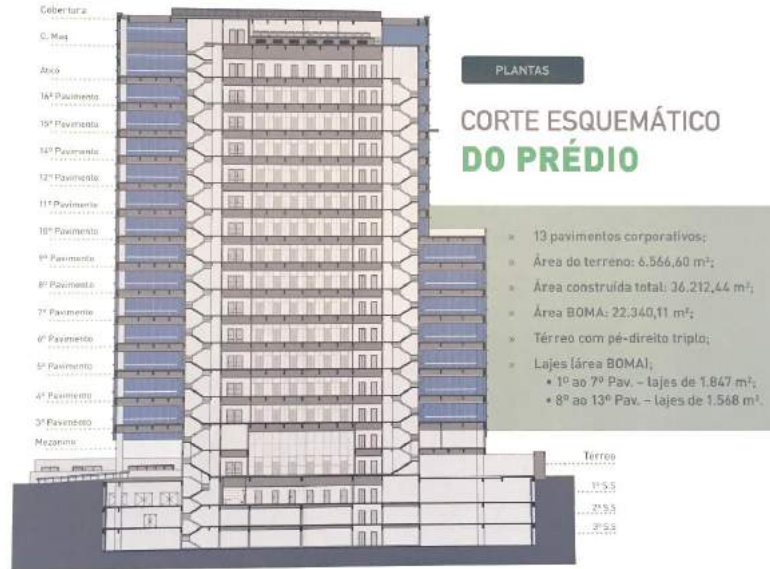 Cobertura
C. Maq
Ático
16º Pavimento
15º Pavimento
14º Pavimento
12º Pavimento
11º Pavimento
10º Pavimento
9º Pavimento
8º Pavimento
7º Pavimento
6º Pavimento
5º Pavimento
4º Pavimento
3º Pavimento
Mezanino
PLANTAS
CORTE ESQUEMÁTICO
DO PRÉDIO
» 13 pavimentos corporativos;
» Área do terreno: 6.566,60 m²;
» Área construída total: 36.212,44 m²;
» Área BOMA: 22.340,11 m²;
» Térreo com pé-direito triplo;
» Lajes (área BOMA);
• 1º ao 7º Pav. – lajes de 1.847 m²;
• 8º ao 13º Pav. – lajes de 1.568 m².
Térreo
1º S.S
2º S.S
3º S.S